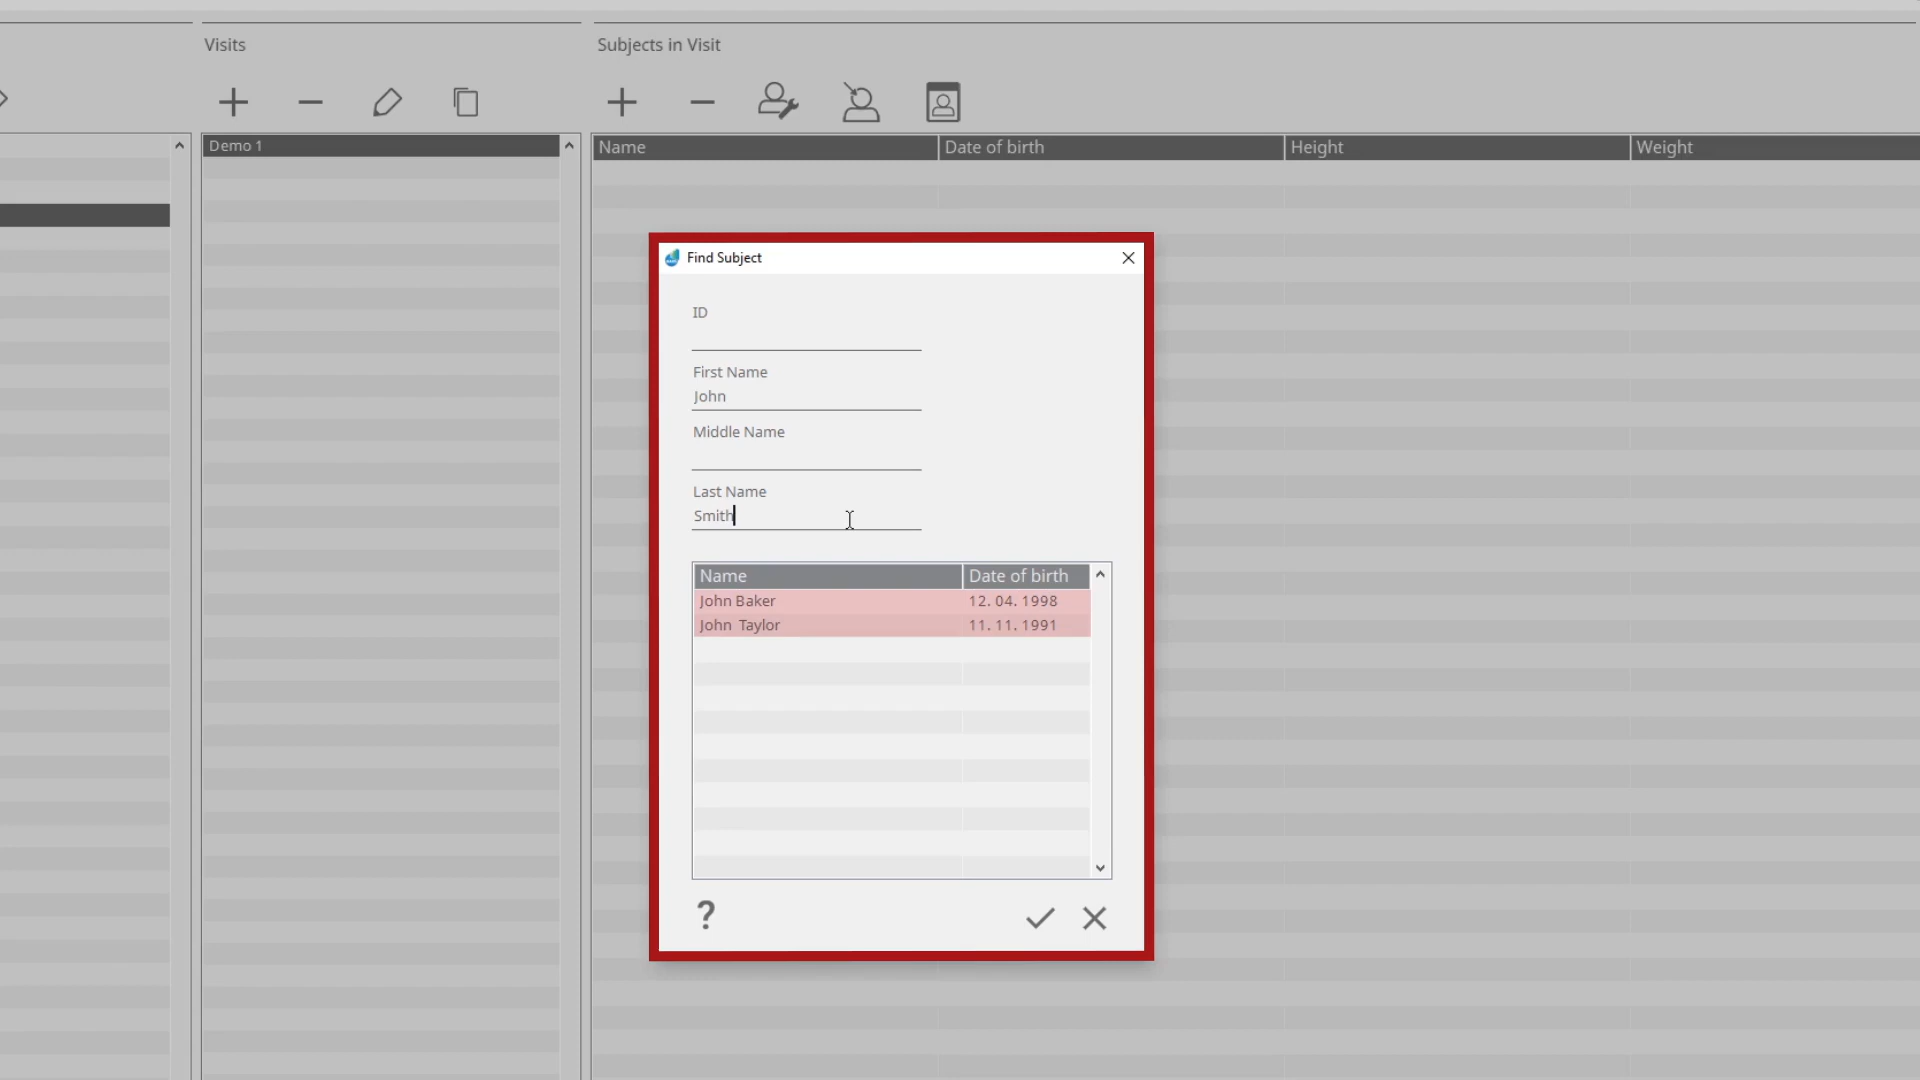 Visits
Subjects in Visit
Demo 1
Name
Date of birth
Height
Weight
Find Subject
ID
First Name
John
Middle Name
Last Name
Smith
Name
Date of birth
John Baker
12. 04. 1998
John Taylor
11. 11. 1991
?